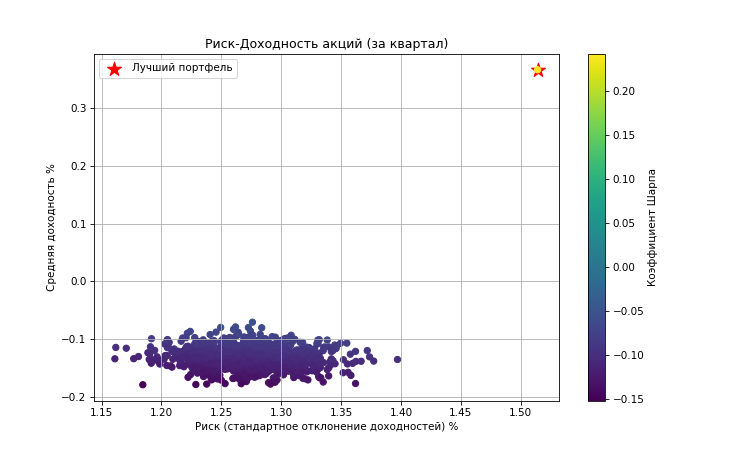 Риск-Доходность акций (за квартал)
Лучший портфель
Средняя доходность %
0.3
0.2
0.1
0.0
−0.1
−0.2
1.15 1.20 1.25 1.30 1.35 1.40 1.45 1.50
Риск (стандартное отклонение доходностей) %
0.20
0.15
0.10
0.05
0.00
−0.05
−0.10
−0.15
Коэффициент Шарпа